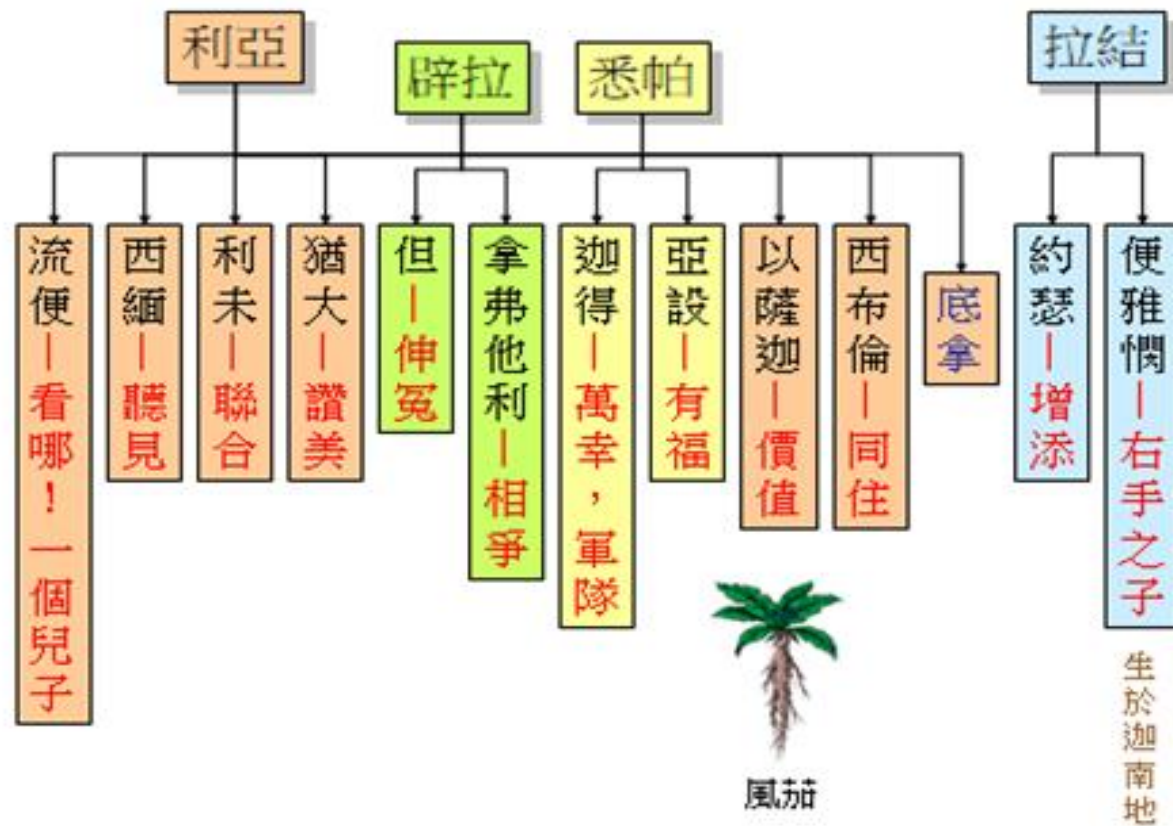 利亞
辟拉
悉帕
拉結
流便—看哪！一個兒子
西緬—聽見
利未—聯合
猶大—讚美
但—伸冤
拿弗他利—相爭
迦得—萬幸，軍隊
亞設—有福
以薩迦—價值
西布倫—同住
底拿
約瑟—增添
便雅憫—右手之子
生於迦南地
風茄